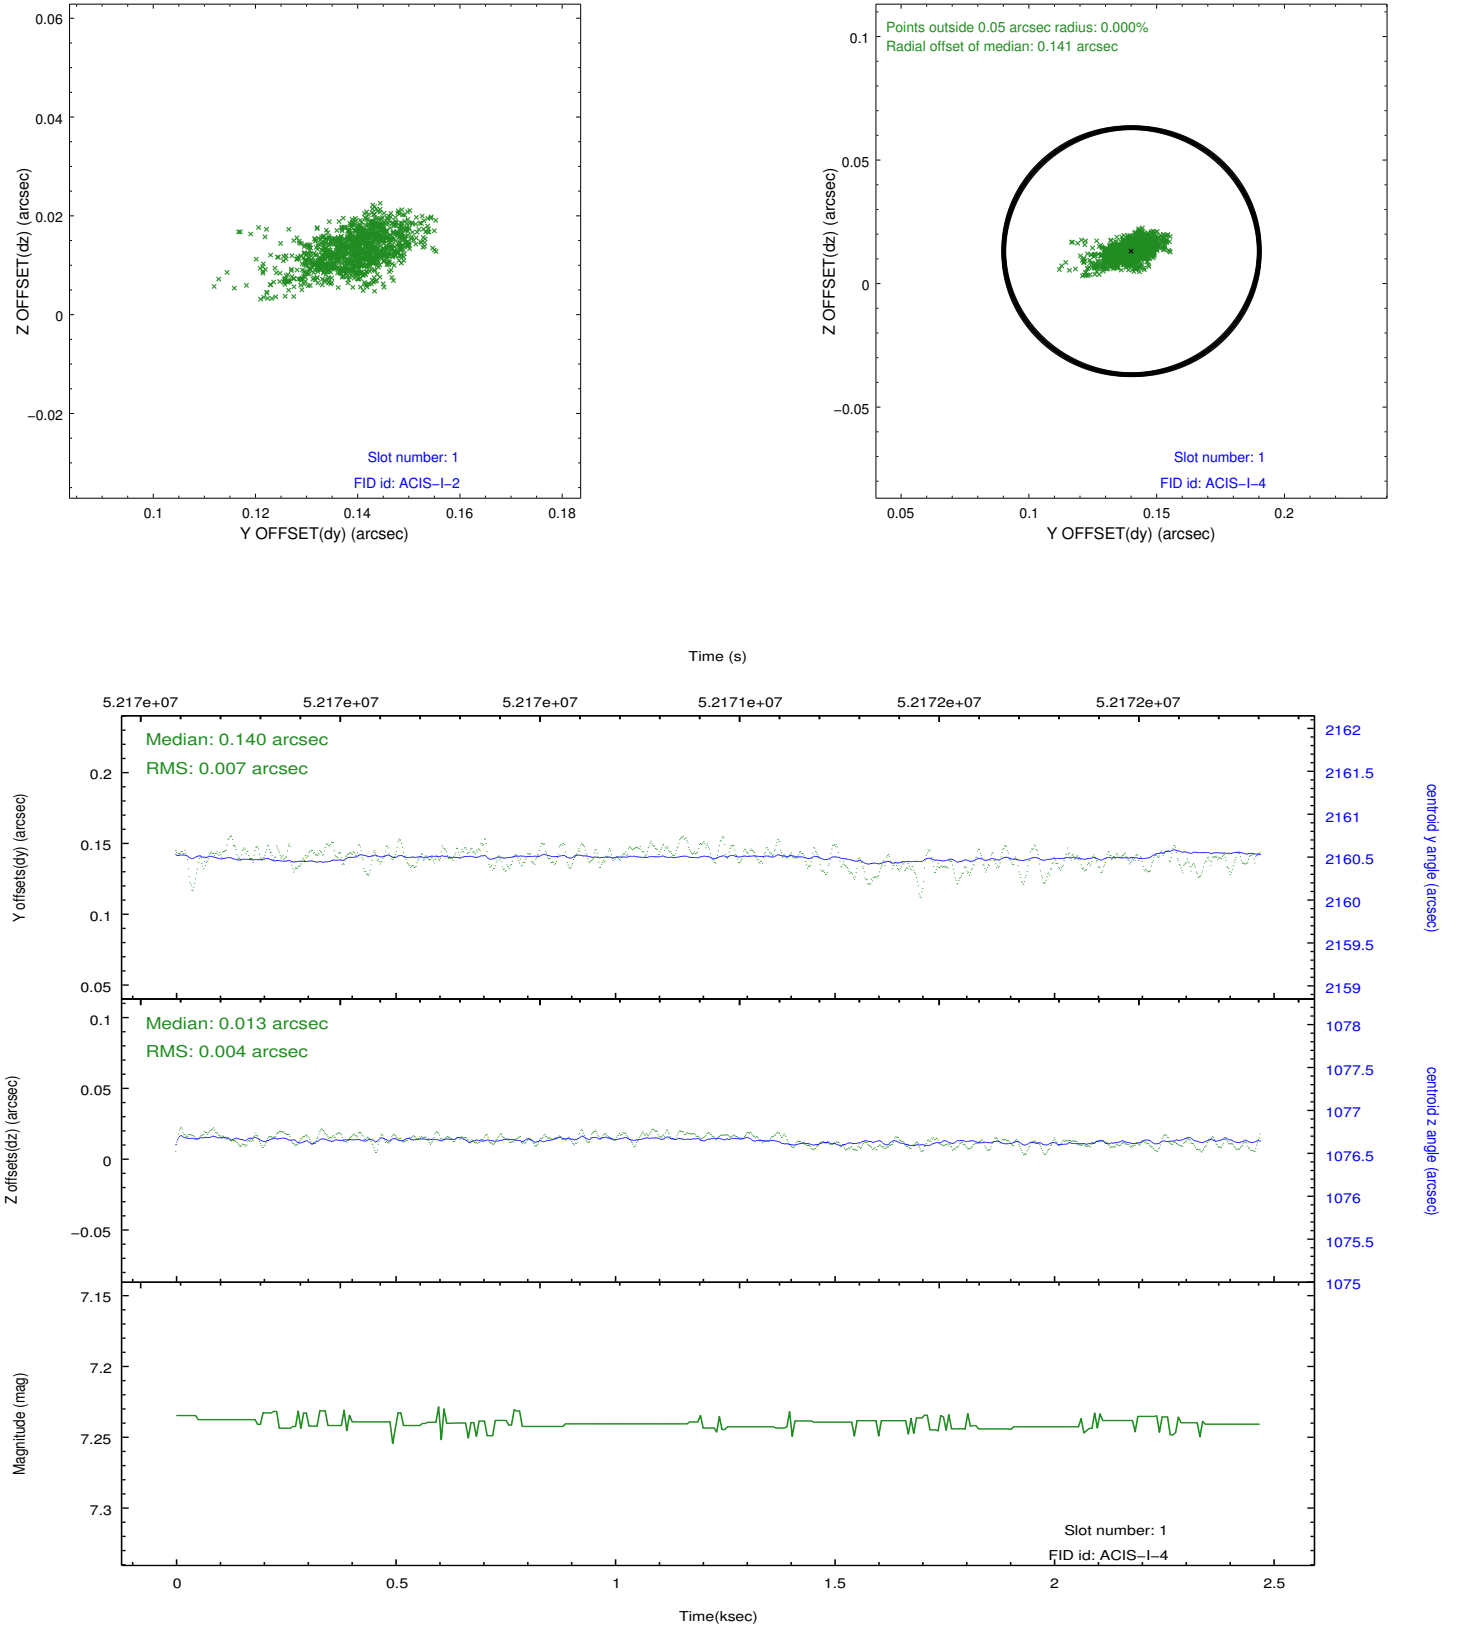 0.06
0.04
0.02
0
−0.02
Z OFFSET(dz) (arcsec)
Slot number: 1
FID id: ACIS−I−2
0.1
0.12
0.14
0.16
0.18
Y OFFSET(dy) (arcsec)
Points outside 0.05 arcsec radius: 0.000%
Radial offset of median: 0.141 arcsec
0.1
0.05
0
−0.05
Z OFFSET(dz) (arcsec)
Slot number: 1
FID id: ACIS−I−4
0.05
0.1
0.15
0.2
Y OFFSET(dy) (arcsec)
Time (s)
5.217e+07
5.217e+07
5.217e+07
5.2171e+07
5.2172e+07
5.2172e+07
Median: 0.140 arcsec
RMS: 0.007 arcsec
0.2
0.15
0.1
0.05
Y offsets(dy) (arcsec)
2162
2161.5
2161
2160.5
2160
2159.5
2159
centroid y angle (arcsec)
Median: 0.013 arcsec
RMS: 0.004 arcsec
0.1
0.05
0
−0.05
Z offsets(dz) (arcsec)
1078
1077.5
1077
1076.5
1076
1075.5
1075
centroid z angle (arcsec)
7.15
7.2
7.25
7.3
Magnitude (mag)
Slot number: 1
FID id: ACIS−I−4
0
0.5
1
1.5
2
2.5
Time(ksec)